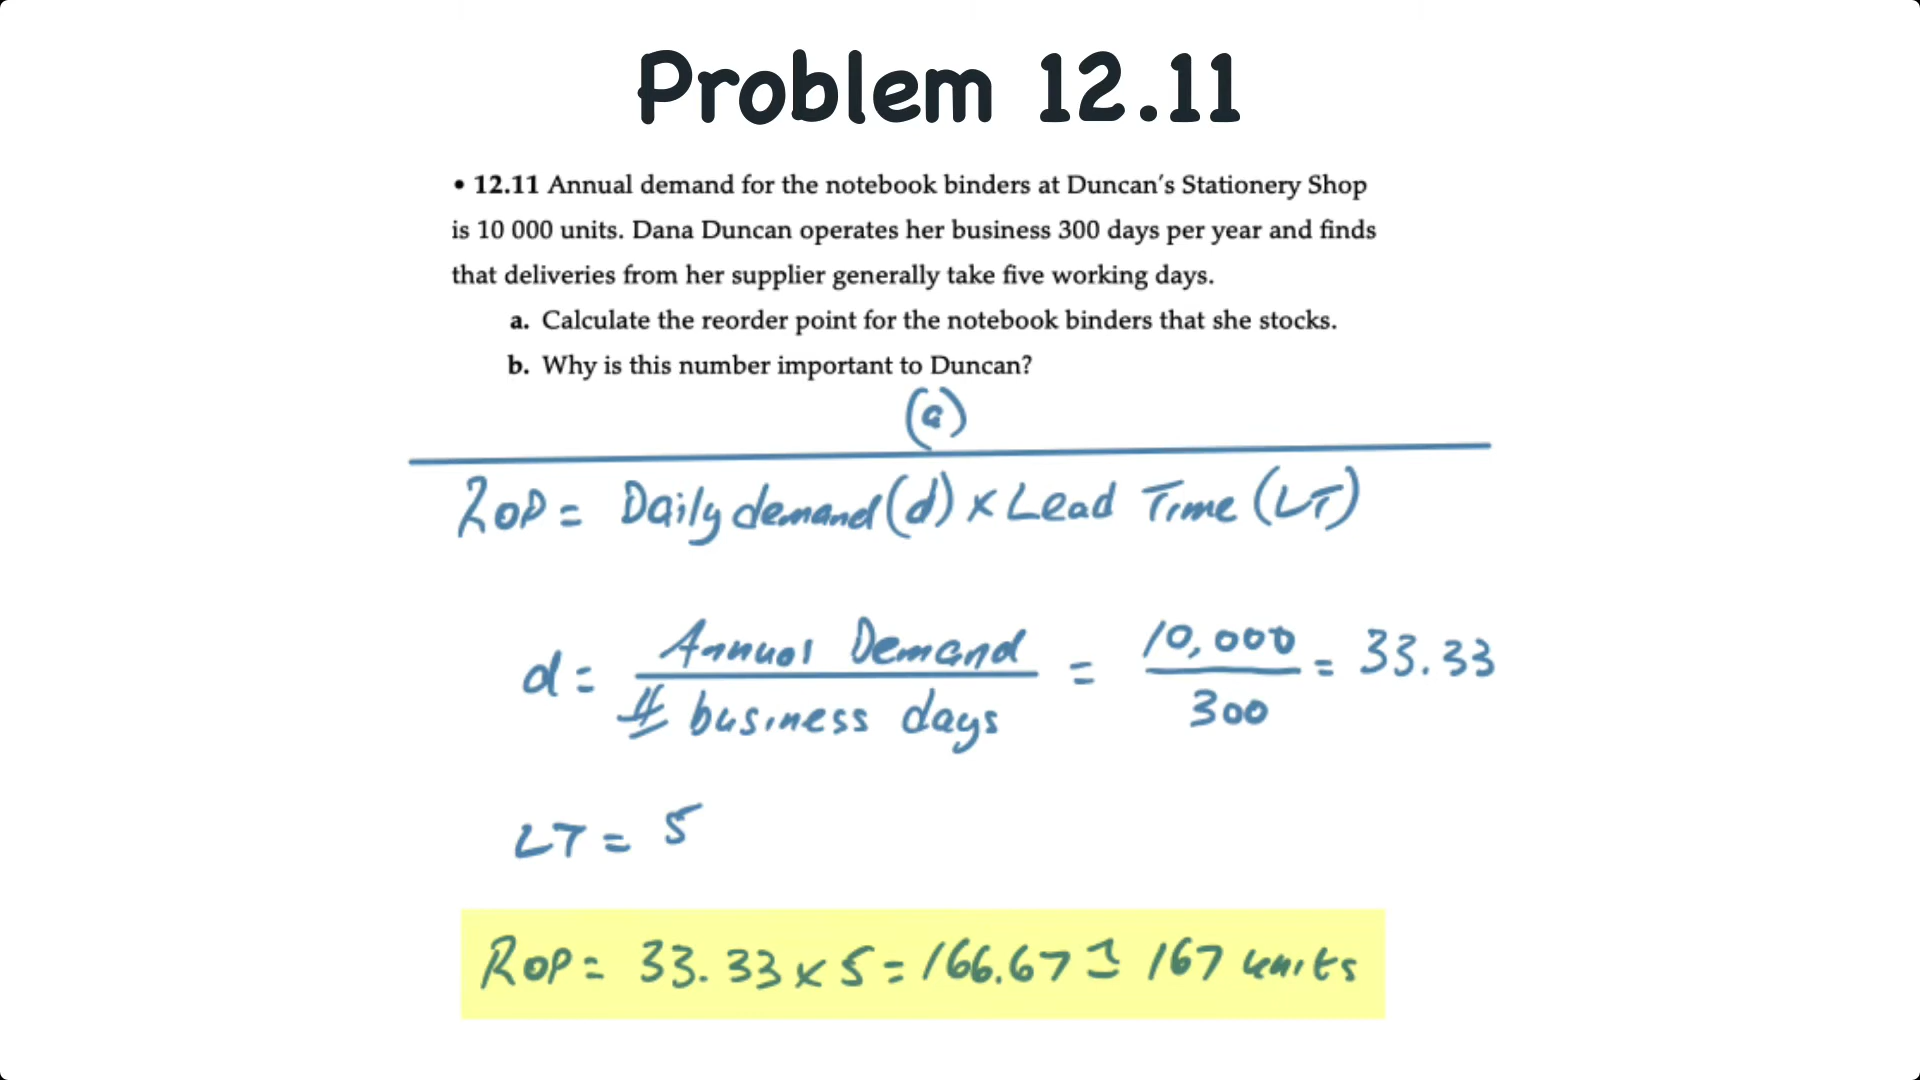 Problem 12.11
• 12.11 Annual demand for the notebook binders at Duncan's Stationery Shop
is 10 000 units. Dana Duncan operates her business 300 days per year and finds
that deliveries from her supplier generally take five working days.
a. Calculate the reorder point for the notebook binders that she stocks.
b. Why is this number important to Duncan?
(a)
ROP = Daily demand (d) × Lead Time (LT)
d = Annual Demand / # business days = 10,000 / 300 = 33.33
LT = 5
ROP = 33.33 × 5 = 166.67 ≃ 167 units